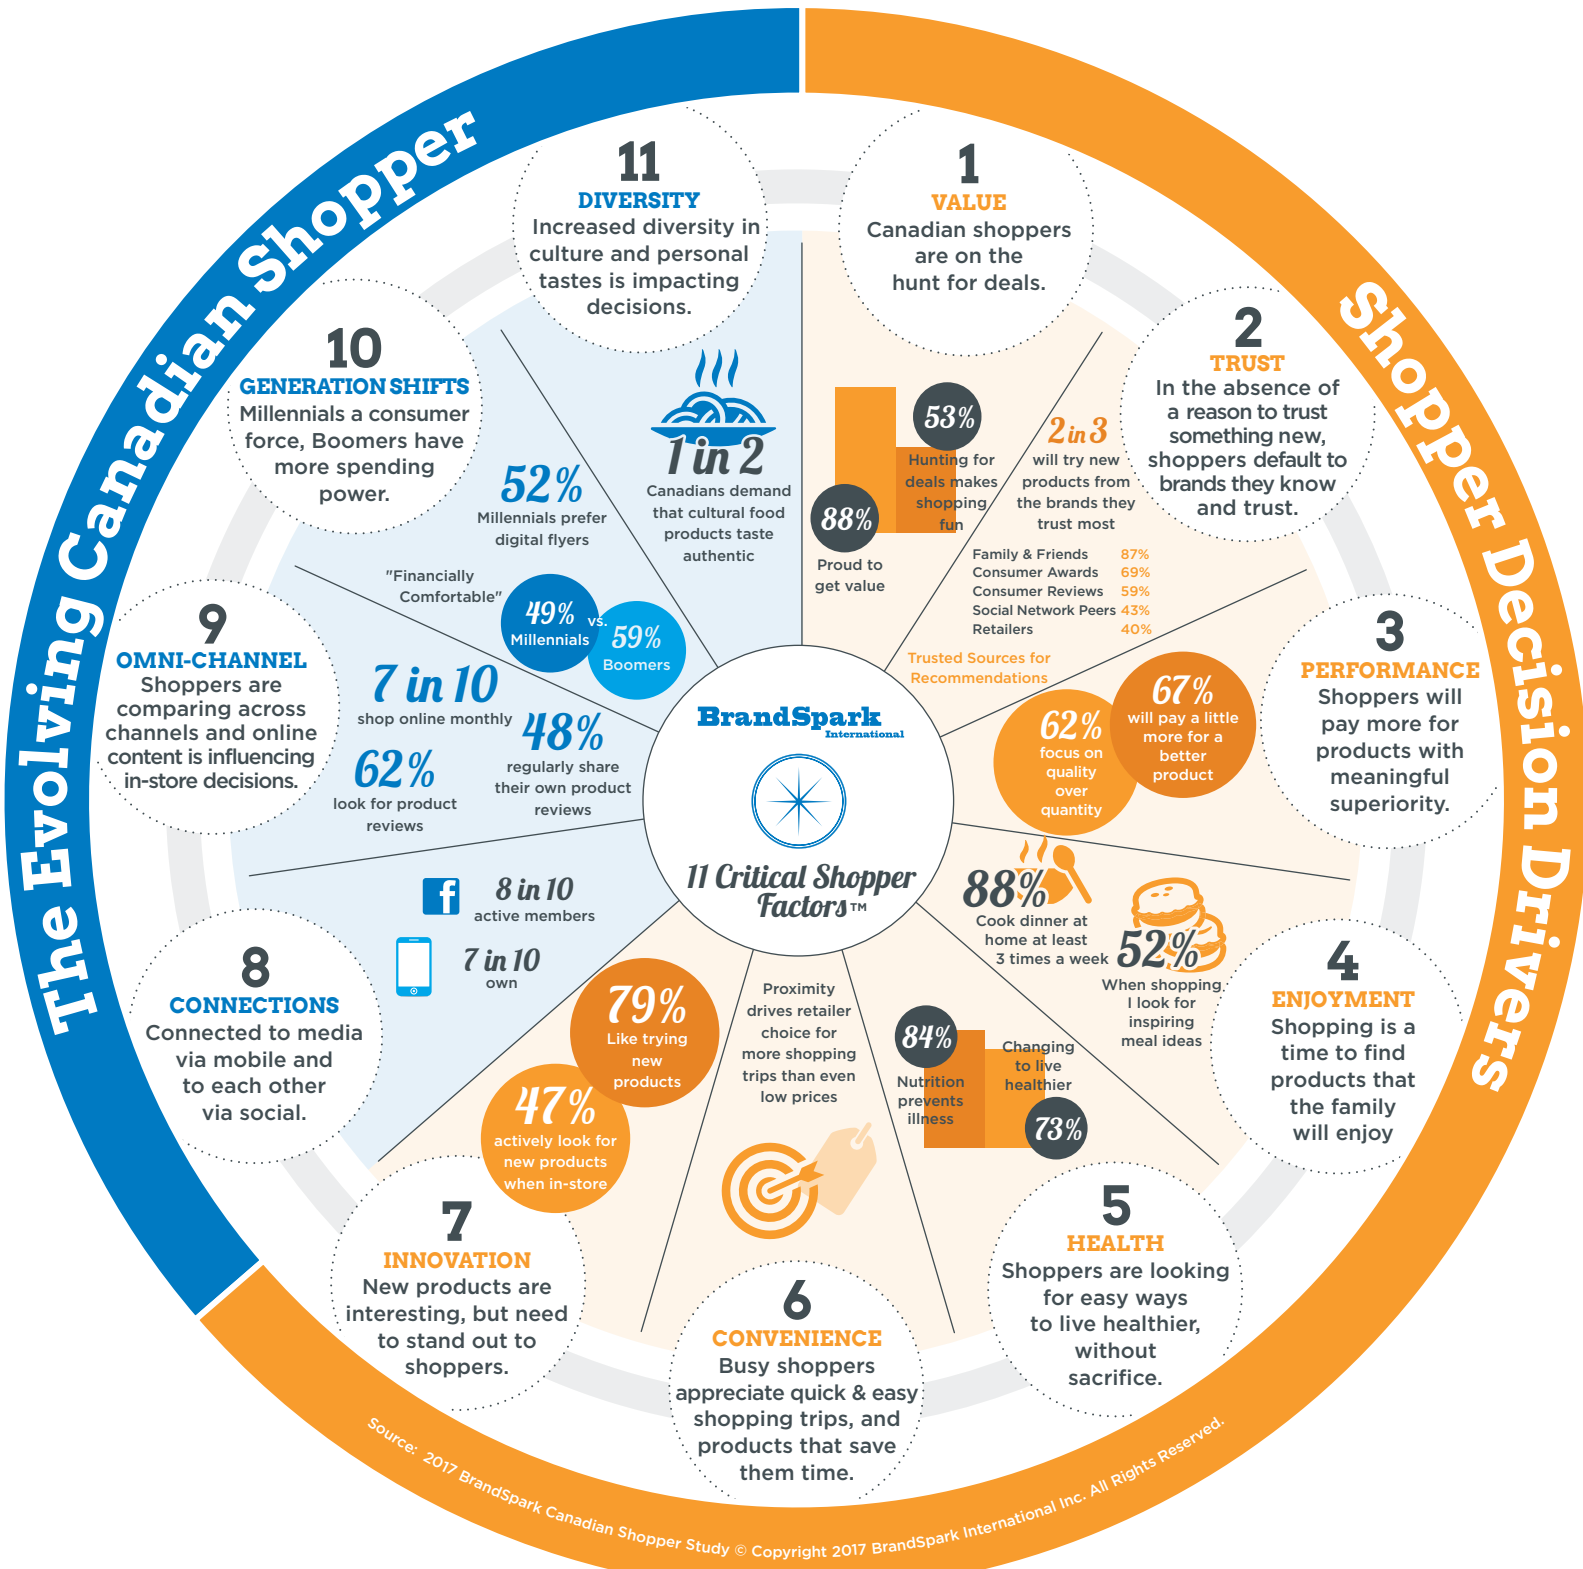 The Evolving Canadian Shopper
Shopper Decision Drivers
BrandSpark
International
11 Critical Shopper
Factors™
1
VALUE
Canadian shoppers
are on the
hunt for deals.
88%
Proud to
get value
53%
Hunting for
deals makes
shopping
fun
2
TRUST
In the absence of
a reason to trust
something new,
shoppers default to
brands they know
and trust.
2 in 3
will try new
products from
the brands they
trust most
Family & Friends 87%
Consumer Awards 69%
Consumer Reviews 59%
Social Network Peers 43%
Retailers 40%
Trusted Sources for
Recommendations
3
PERFORMANCE
Shoppers will
pay more for
products with
meaningful
superiority.
62%
focus on
quality
over
quantity
67%
will pay a little
more for a
better
product
4
ENJOYMENT
Shopping is a
time to find
products that
the family
will enjoy
88%
Cook dinner at
home at least
3 times a week
52%
When shopping,
I look for
inspiring
meal ideas
5
HEALTH
Shoppers are looking
for easy ways
to live healthier,
without
sacrifice.
84%
Nutrition
prevents
illness
Changing
to live
healthier
73%
6
CONVENIENCE
Busy shoppers
appreciate quick & easy
shopping trips, and
products that save
them time.
Proximity
drives retailer
choice for
more shopping
trips than even
low prices
7
INNOVATION
New products are
interesting, but need
to stand out to
shoppers.
79%
Like trying
new
products
47%
actively look for
new products
when in-store
8
CONNECTIONS
Connected to media
via mobile and
to each other
via social.
f
8 in 10
active members
7 in 10
own
9
OMNI-CHANNEL
Shoppers are
comparing across
channels and online
content is influencing
in-store decisions.
7 in 10
shop online monthly
62%
look for product
reviews
48%
regularly share
their own product
reviews
10
GENERATION SHIFTS
Millennials a consumer
force, Boomers have
more spending
power.
52%
Millennials prefer
digital flyers
"Financially
Comfortable"
49%
Millennials
vs.
59%
Boomers
11
DIVERSITY
Increased diversity in
culture and personal
tastes is impacting
decisions.
1 in 2
Canadians demand
that cultural food
products taste
authentic
Source: 2017 BrandSpark Canadian Shopper Study © Copyright 2017 BrandSpark International Inc. All Rights Reserved.